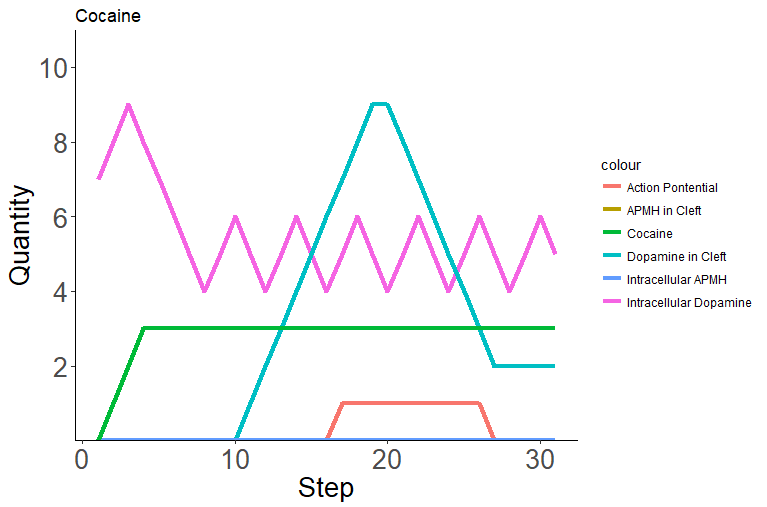 Cocaine
10
8
6
4
2
Quantity
0 10 20 30
Step
colour
Action Pontential
APMH in Cleft
Cocaine
Dopamine in Cleft
Intracellular APMH
Intracellular Dopamine